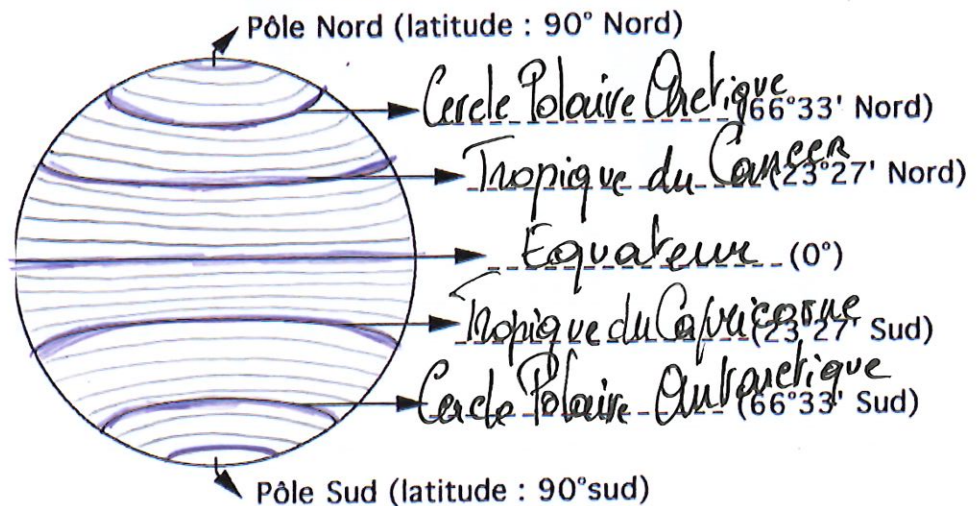 Pôle Nord (latitude : 90° Nord)
Cercle Polaire Arctique (66°33' Nord)
Tropique du Cancer (23°27' Nord)
Equateur (0°)
Tropique du Capricorne (23°27' Sud)
Cercle Polaire Antarctique (66°33' Sud)
Pôle Sud (latitude : 90°sud)